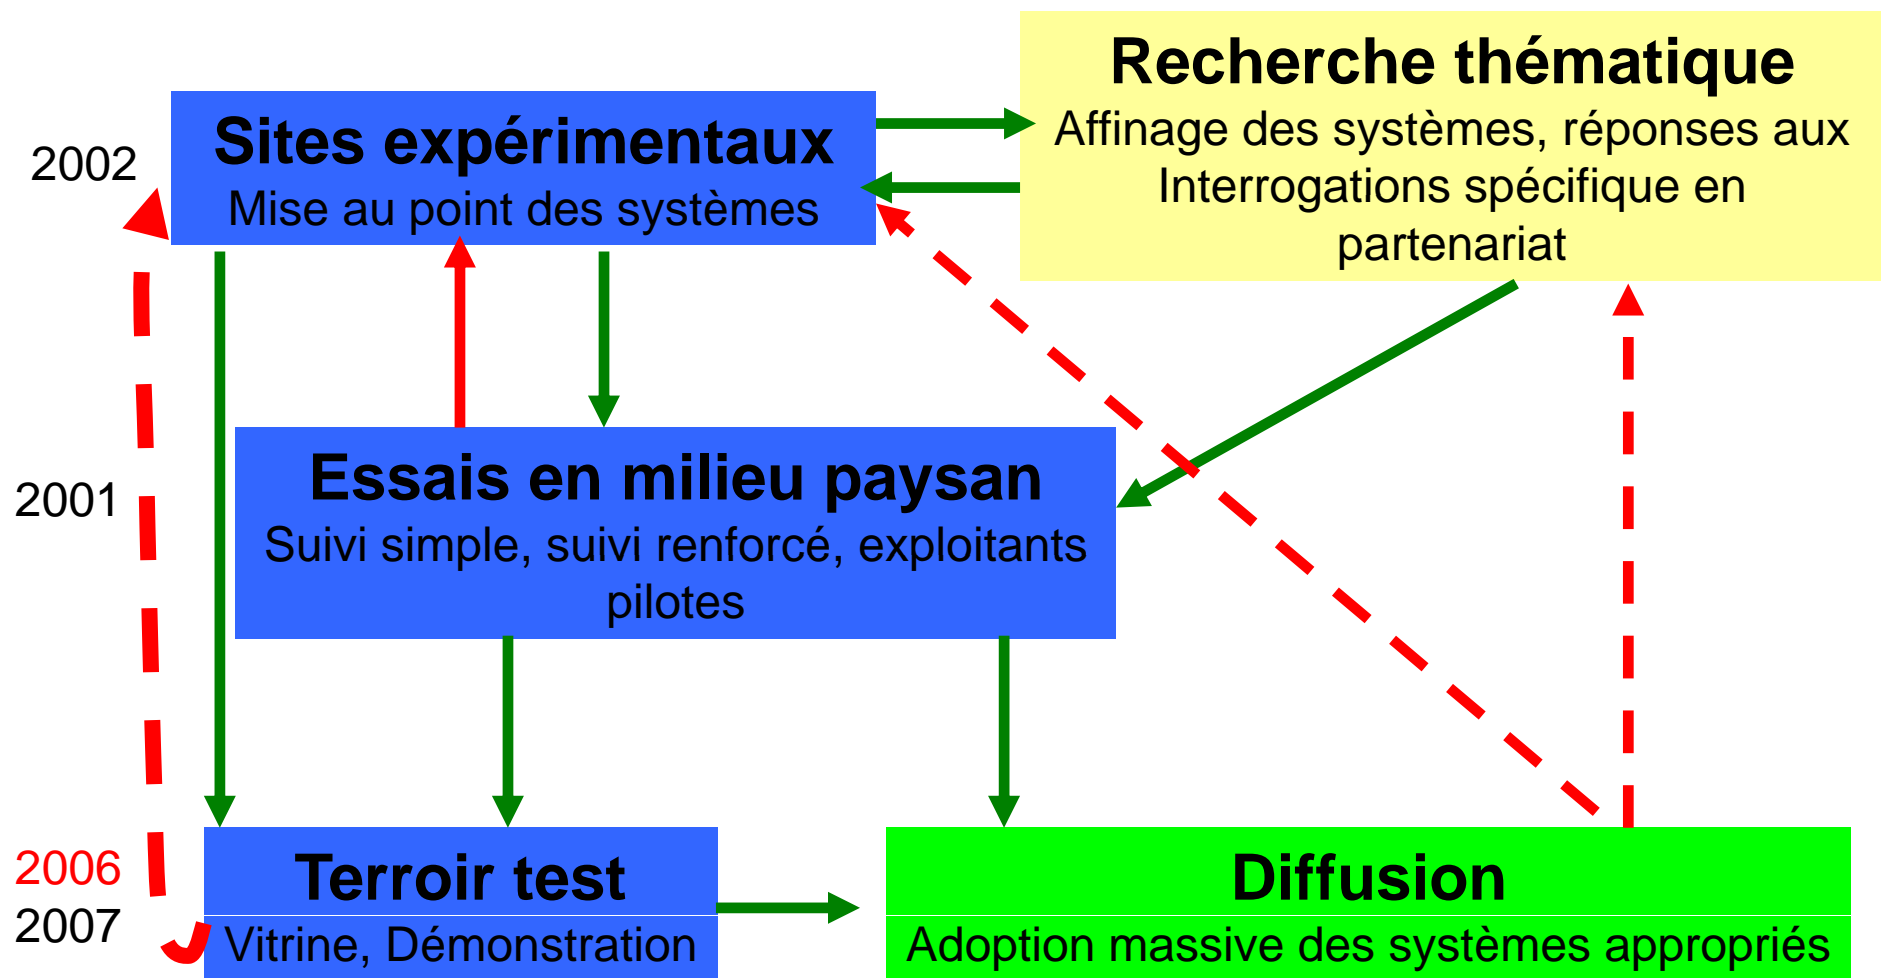 Recherche thématique
Affinage des systèmes, réponses aux
Interrogations spécifique en
partenariat
2002
Sites expérimentaux
Mise au point des systèmes
2001
Essais en milieu paysan
Suivi simple, suivi renforcé, exploitants
pilotes
2006
2007
Terroir test
Vitrine, Démonstration
Diffusion
Adoption massive des systèmes appropriés